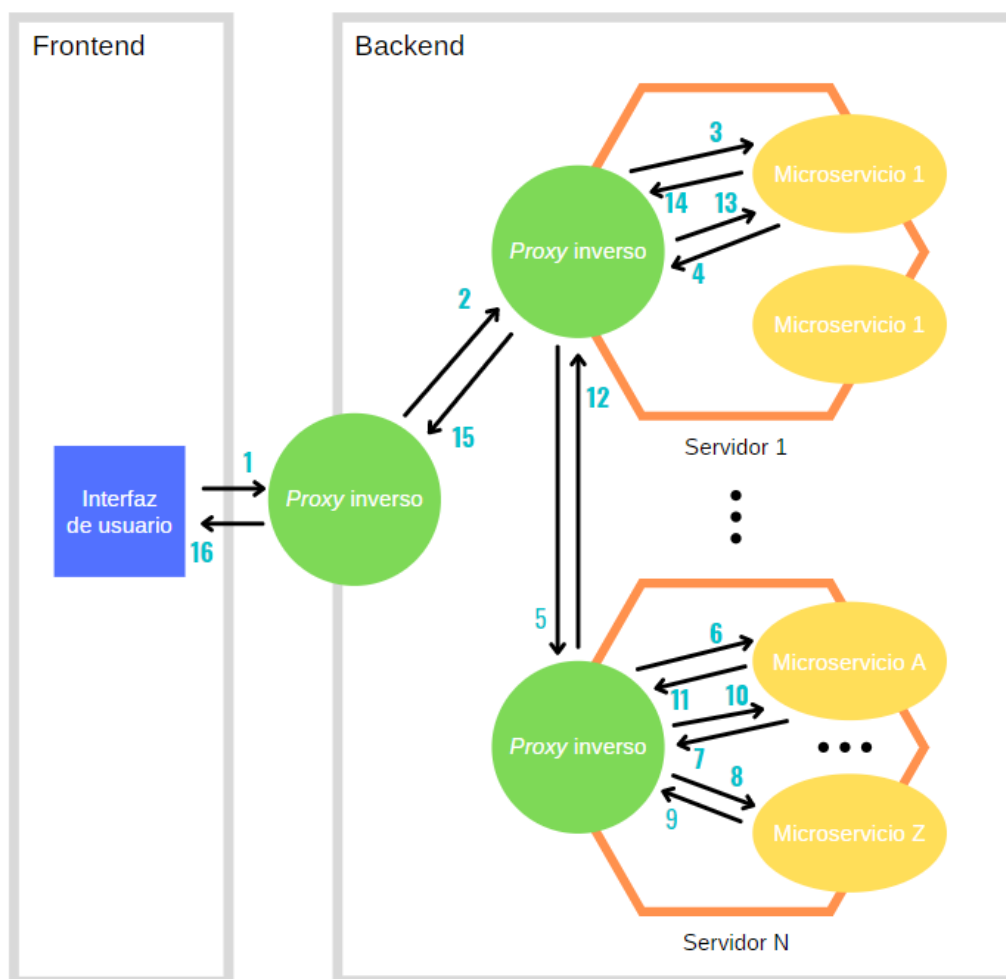 Frontend
Backend
3
Microservicio 1
14
13
Proxy inverso
4
2
Microservicio 1
12
15
Servidor 1
1
Interfaz
de usuario
Proxy inverso
16
5
6
Microservicio A
11
10
Proxy inverso
7
8
9
Microservicio Z
Servidor N